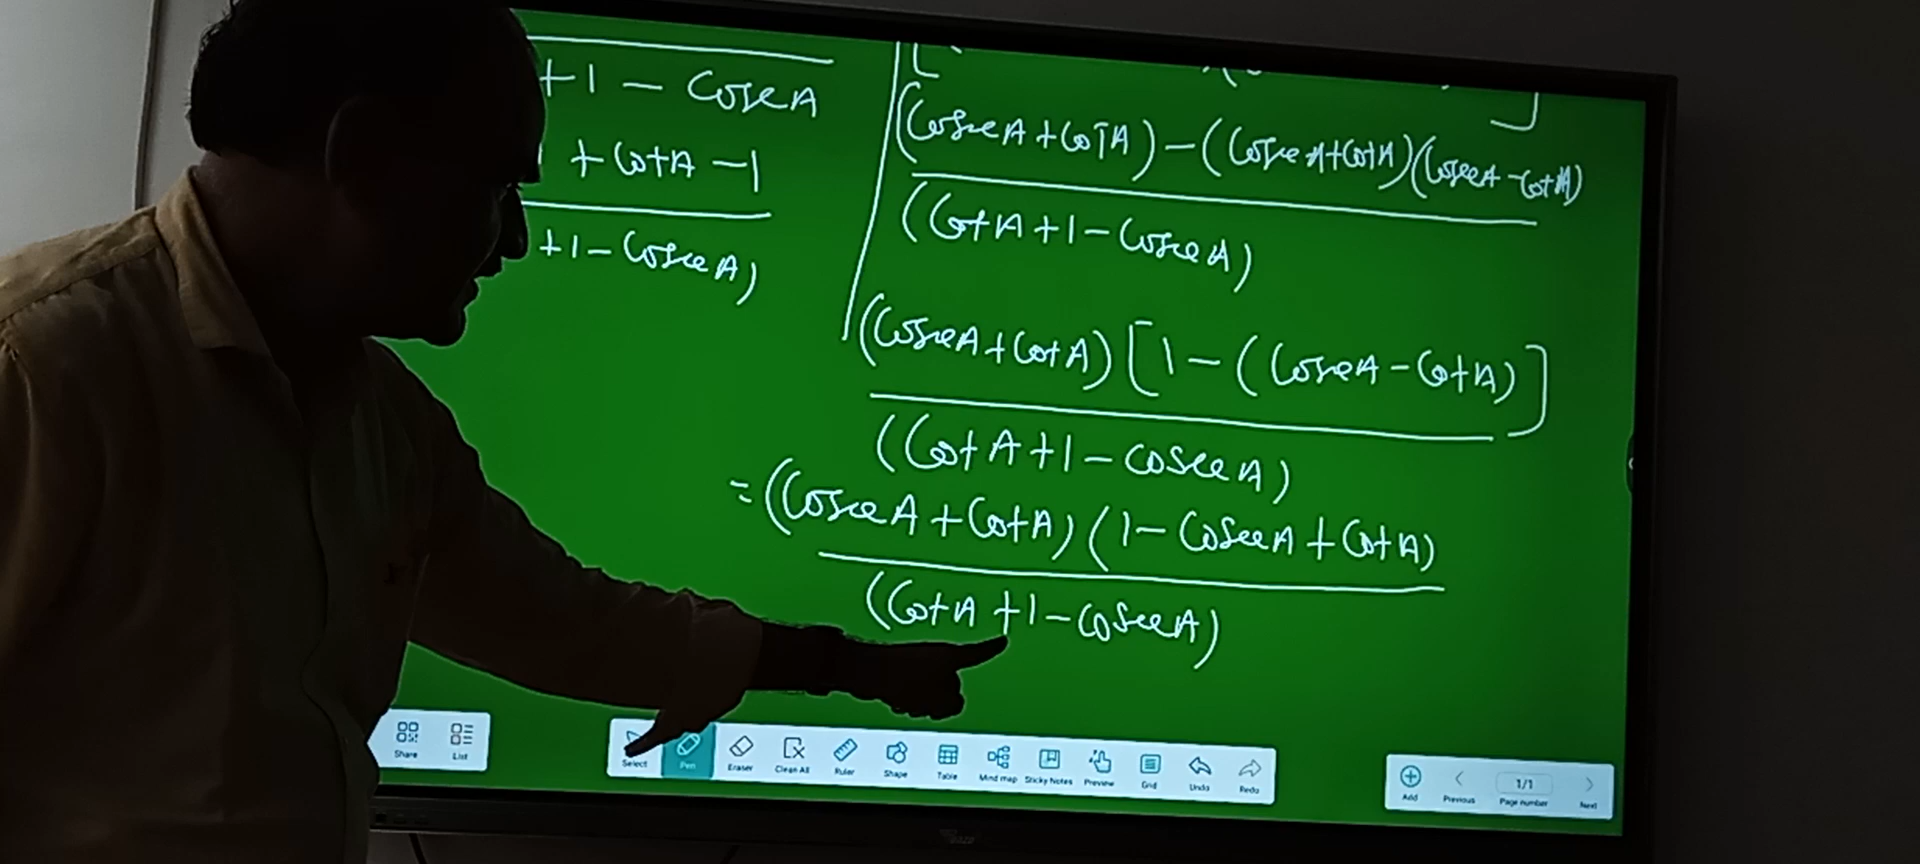 +1 - CosecA
+ CotA -1
+1 - CosecA)
(CosecA + CotA) - (CosecA + CotA)(CosecA - CotA)
(CotA + 1 - CosecA)
(CosecA + CotA) [1 - (CosecA - CotA)]
(CotA + 1 - CosecA)
= (CosecA + CotA) (1 - CosecA + CotA)
(CotA + 1 - CosecA)
Share List
Select Pen Eraser Clean All Ruler Shape Table Mind map Sticky Notes Preview Grid Undo Redo
Add Previous 1/1 Page number Next